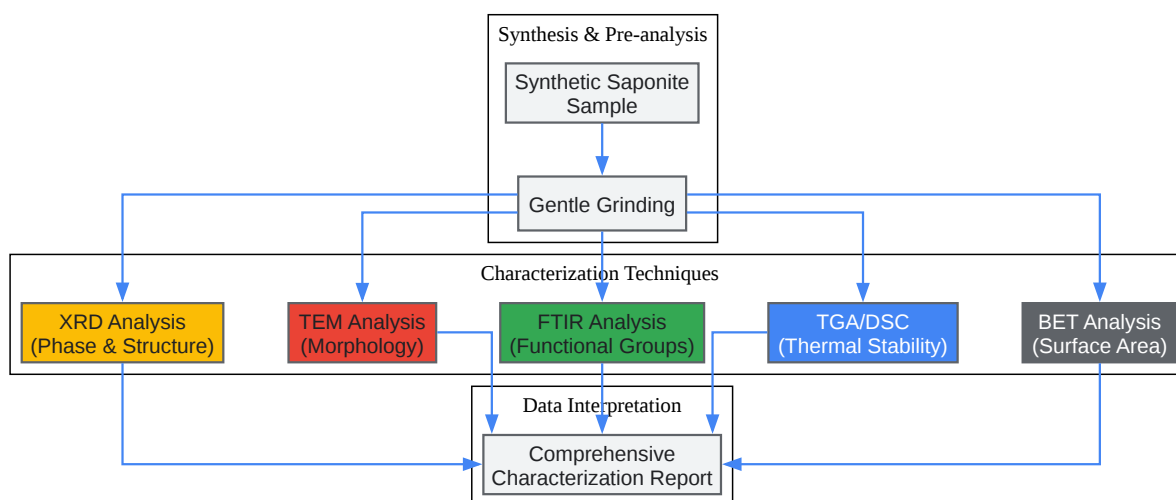 Synthesis & Pre-analysis
Synthetic Saponite
Sample
Gentle Grinding
Characterization Techniques
XRD Analysis
(Phase & Structure)
TEM Analysis
(Morphology)
FTIR Analysis
(Functional Groups)
TGA/DSC
(Thermal Stability)
BET Analysis
(Surface Area)
Data Interpretation
Comprehensive
Characterization Report